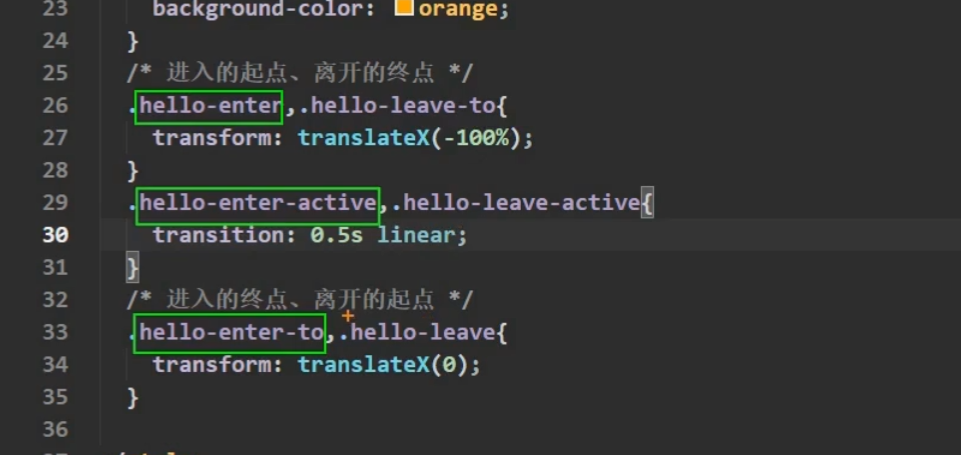 23 background-color: orange;
24 }
25 /* 进入的起点、离开的终点 */
26 .hello-enter,.hello-leave-to{
27 transform: translateX(-100%);
28 }
29 .hello-enter-active,.hello-leave-active{
30 transition: 0.5s linear;
31 }
32 /* 进入的终点、离开的起点 */
33 .hello-enter-to,.hello-leave{
34 transform: translateX(0);
35 }
36